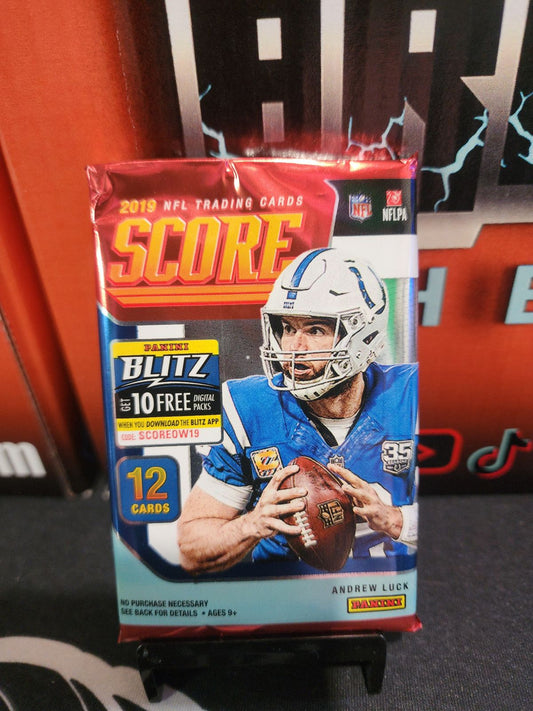 2019 NFL TRADING CARDS
SCORE
NFL
NFLPA
PANINI
BLITZ
GET 10 FREE DIGITAL PACKS
WHEN YOU DOWNLOAD THE BLITZ APP
CODE: SCOREOW19
12
CARDS
35
ANDREW LUCK
PANINI
NO PURCHASE NECESSARY
SEE BACK FOR DETAILS • AGES 9+
m
H E